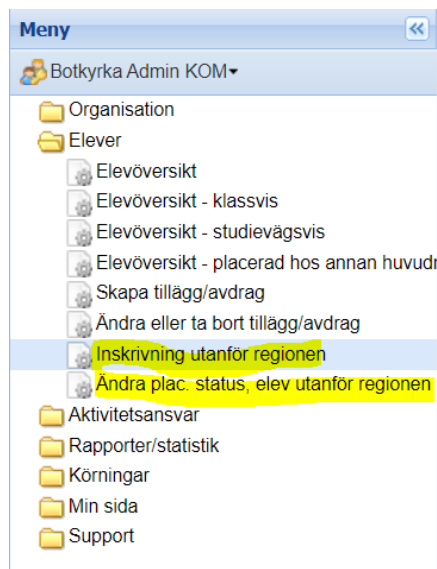 Meny
Botkyrka Admin KOM
Organisation
Elever
Elevöversikt
Elevöversikt - klassvis
Elevöversikt - studievägsvis
Elevöversikt - placerad hos annan huvud
Skapa tillägg/avdrag
Ändra eller ta bort tillägg/avdrag
Inskrivning utanför regionen
Ändra plac. status, elev utanför regionen
Aktivitetsansvar
Rapporter/statistik
Körningar
Min sida
Support